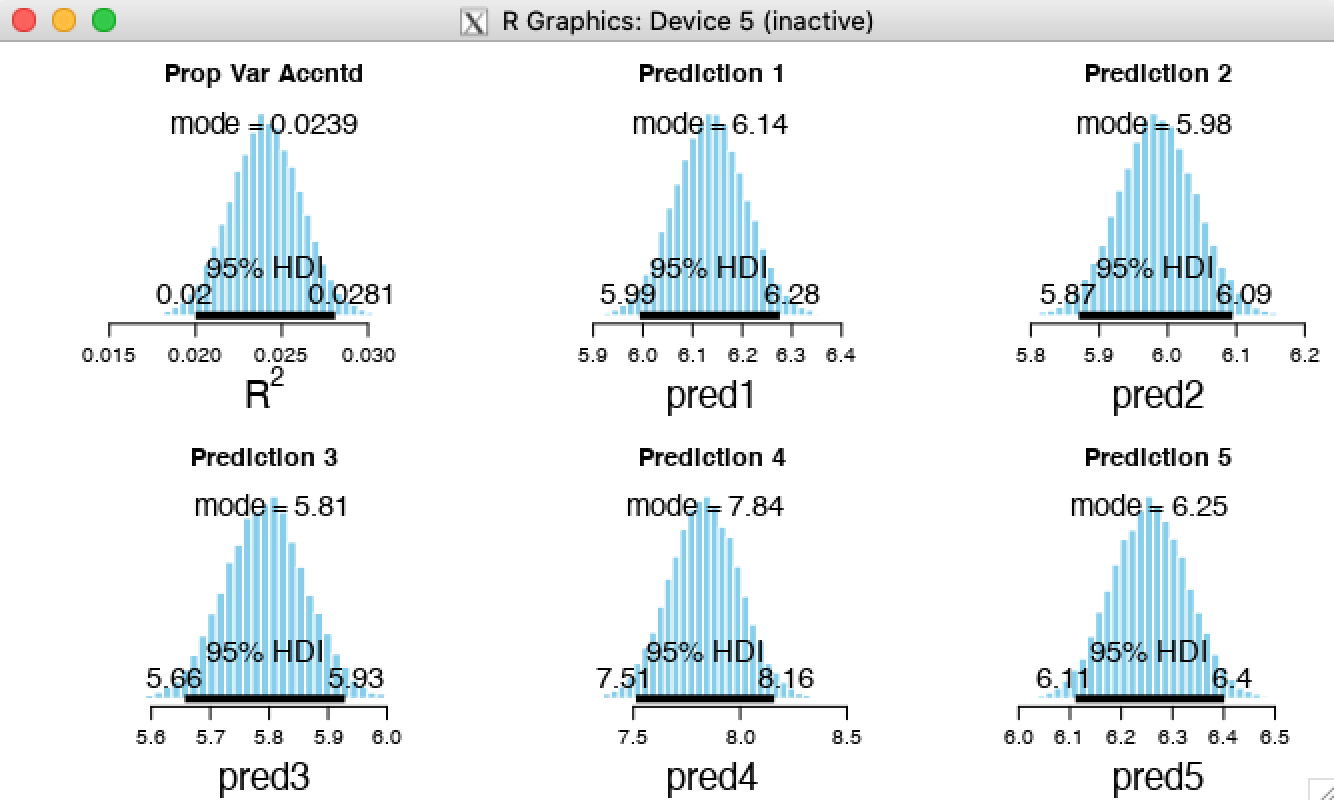 R Graphics: Device 5 (inactive)
Prop Var Accntd
mode = 0.0239
95% HDI
0.02 0.0281
0.015 0.020 0.025 0.030
R²
Prediction 1
mode = 6.14
95% HDI
5.99 6.28
5.9 6.0 6.1 6.2 6.3 6.4
pred1
Prediction 2
mode = 5.98
95% HDI
5.87 6.09
5.8 5.9 6.0 6.1 6.2
pred2
Prediction 3
mode = 5.81
95% HDI
5.66 5.93
5.6 5.7 5.8 5.9 6.0
pred3
Prediction 4
mode = 7.84
95% HDI
7.51 8.16
7.5 8.0 8.5
pred4
Prediction 5
mode = 6.25
95% HDI
6.11 6.4
6.0 6.1 6.2 6.3 6.4 6.5
pred5